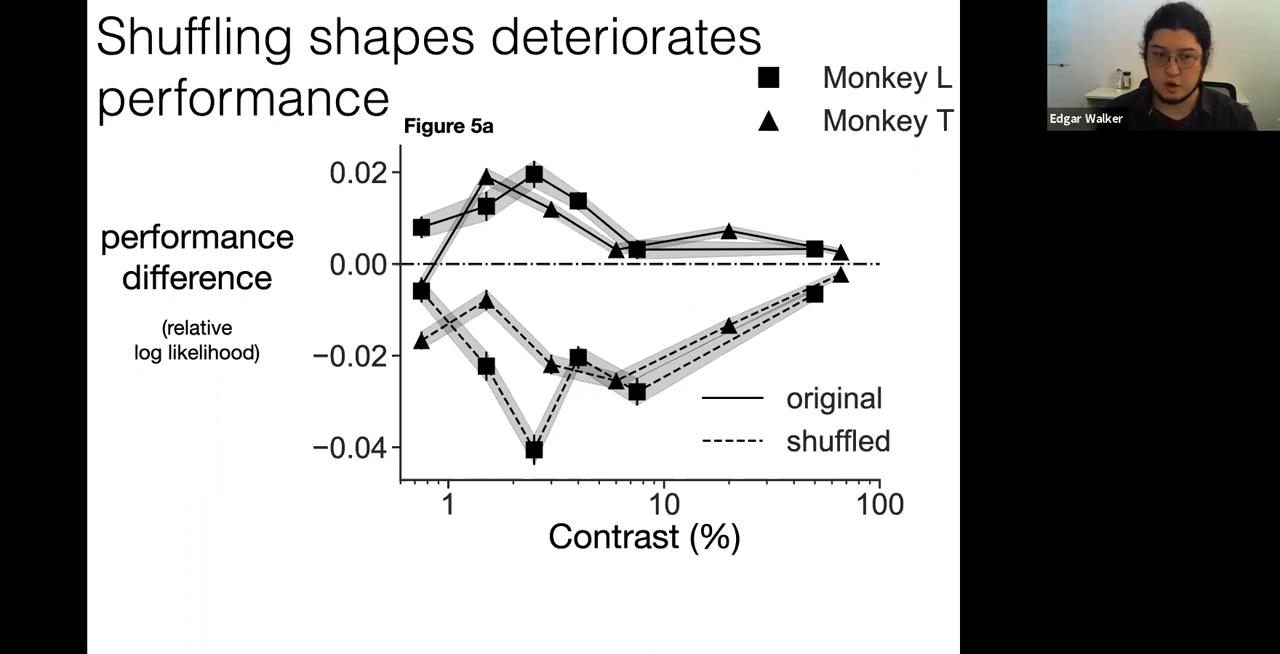 Shuffling shapes deteriorates
performance
Monkey L
Monkey T
Figure 5a
performance
difference
(relative
log likelihood)
0.02
0.00
−0.02
−0.04
original
shuffled
1
10
100
Contrast (%)
Edgar Walker